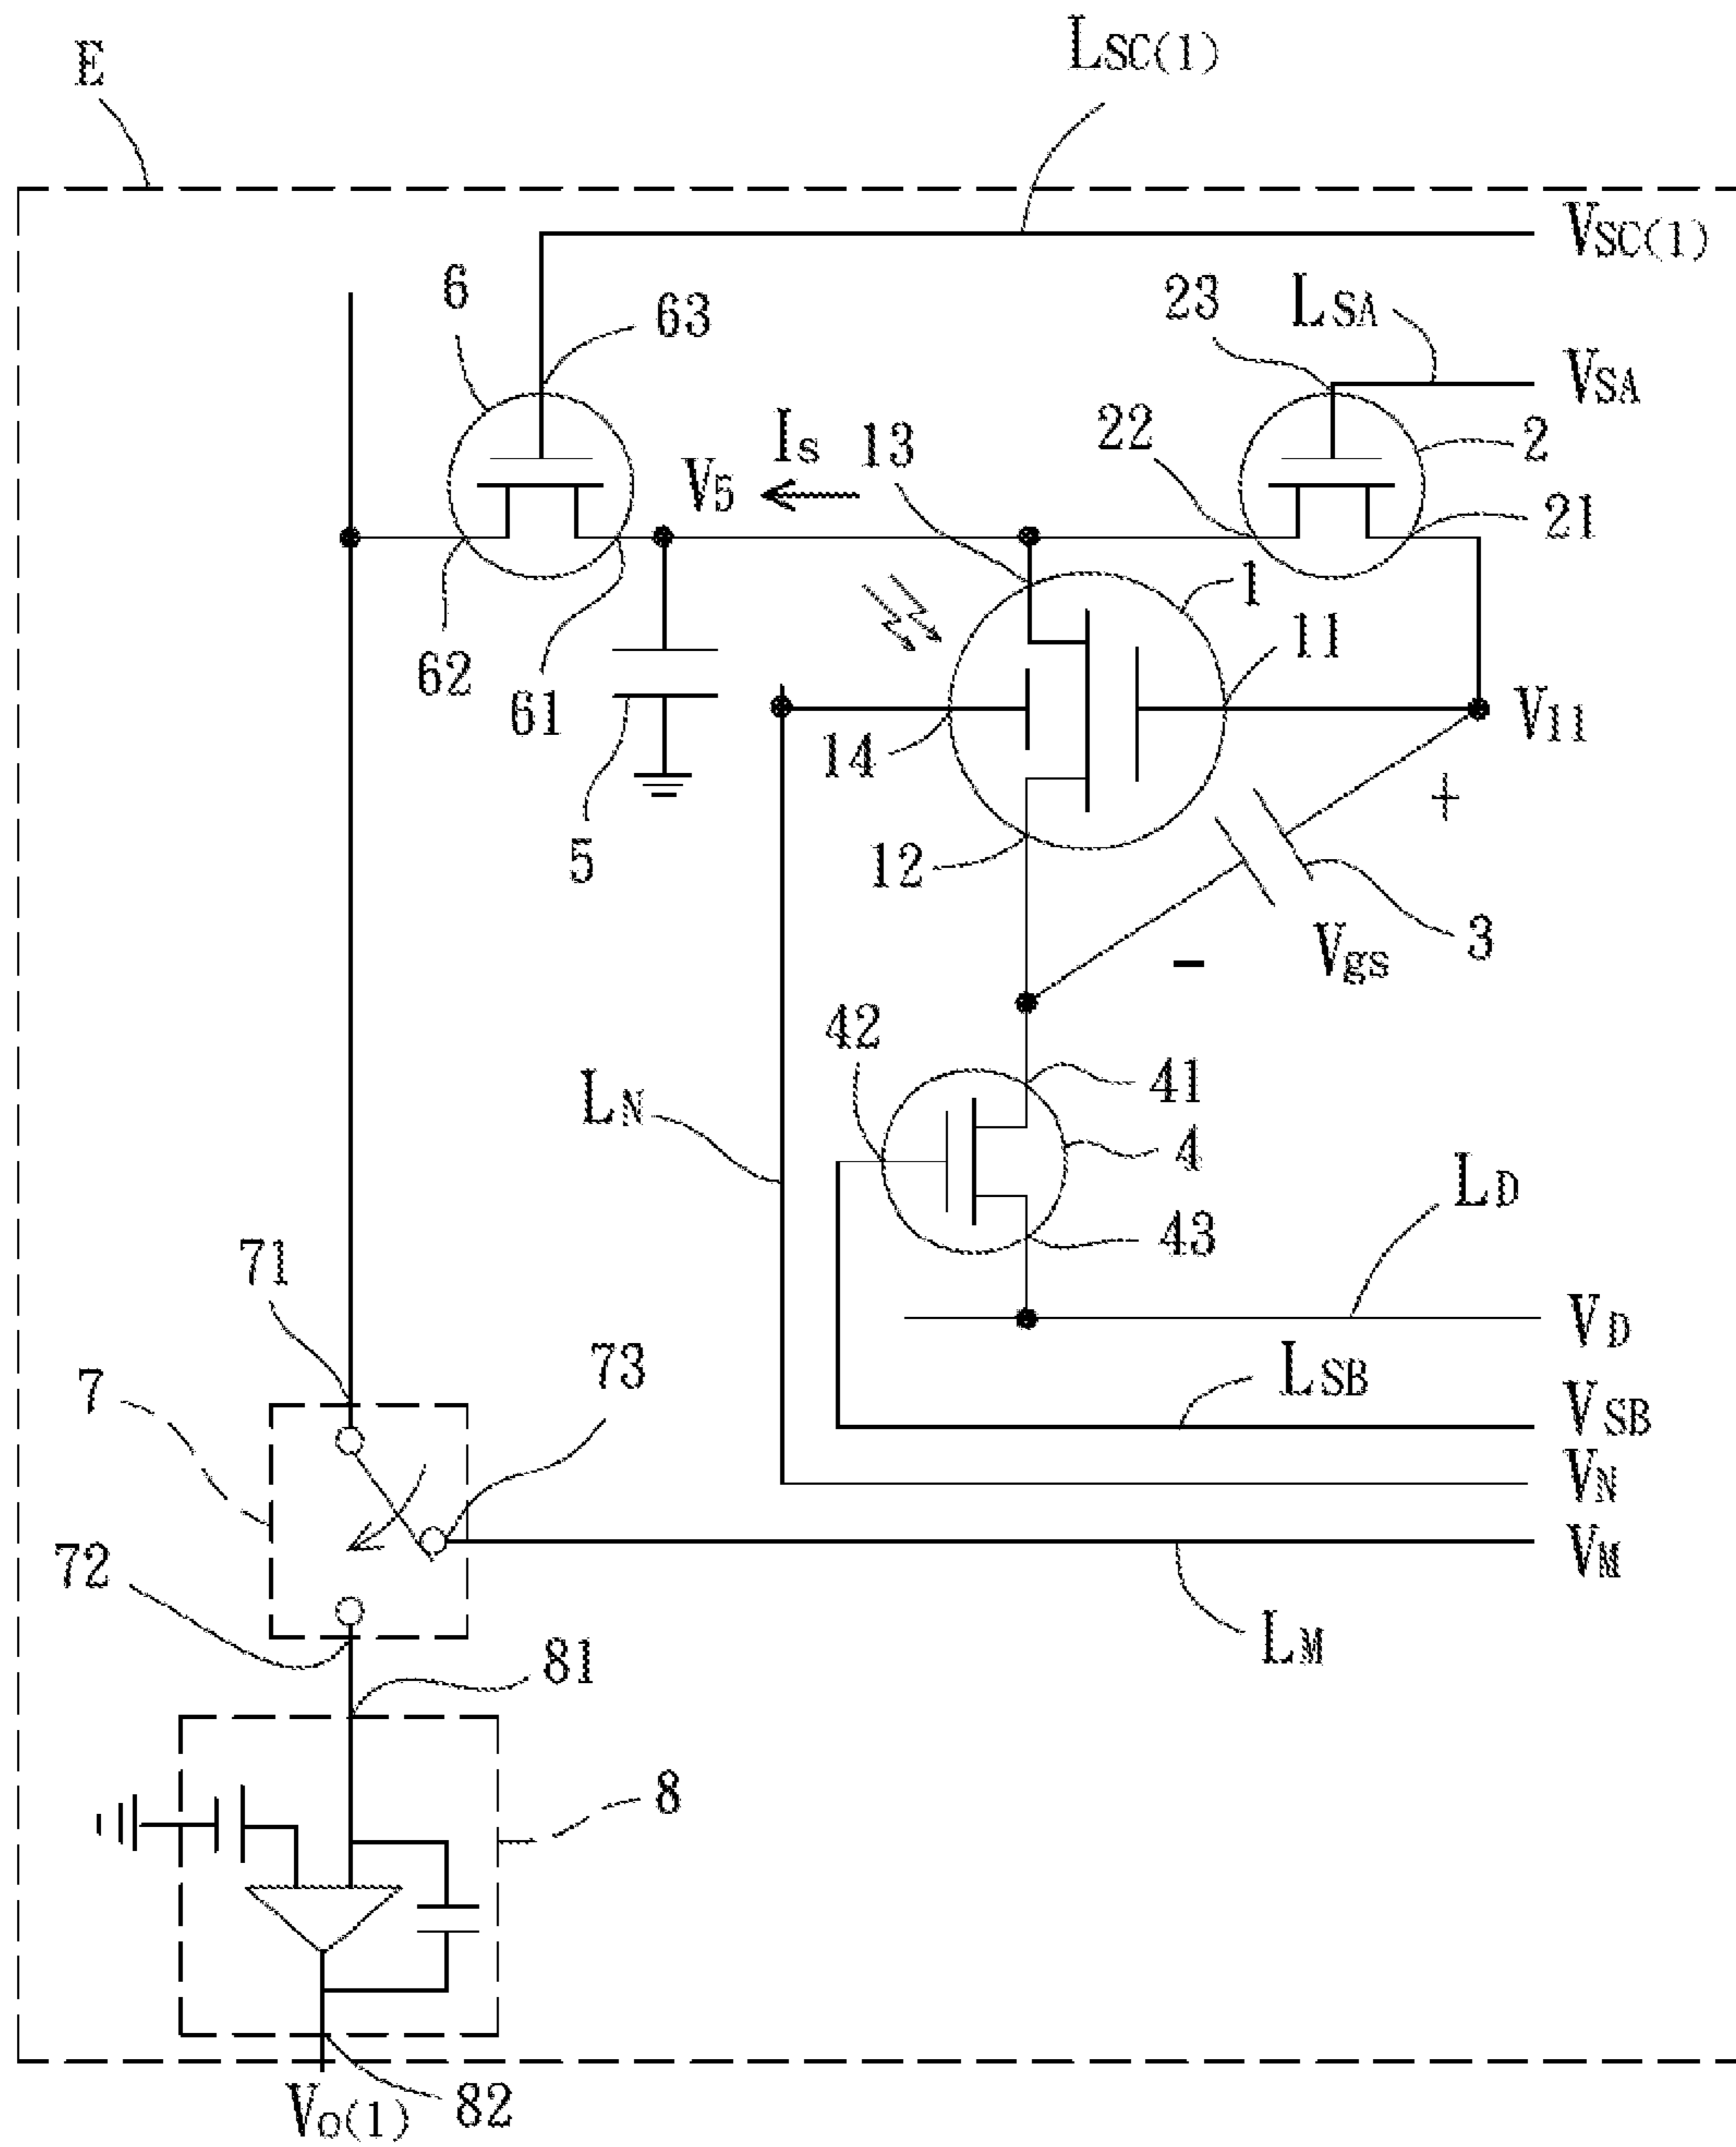 E
LSC(1)
VSC(1)
6
63
23
LSA
VSA
22
2
13
Is
V5
21
1
11
62
61
14
V11
+
5
12
3
Vgs
-
42
41
LN
4
LD
43
71
VD
73
LSB
7
VSB
VN
72
VM
LM
81
8
VO(1)
82